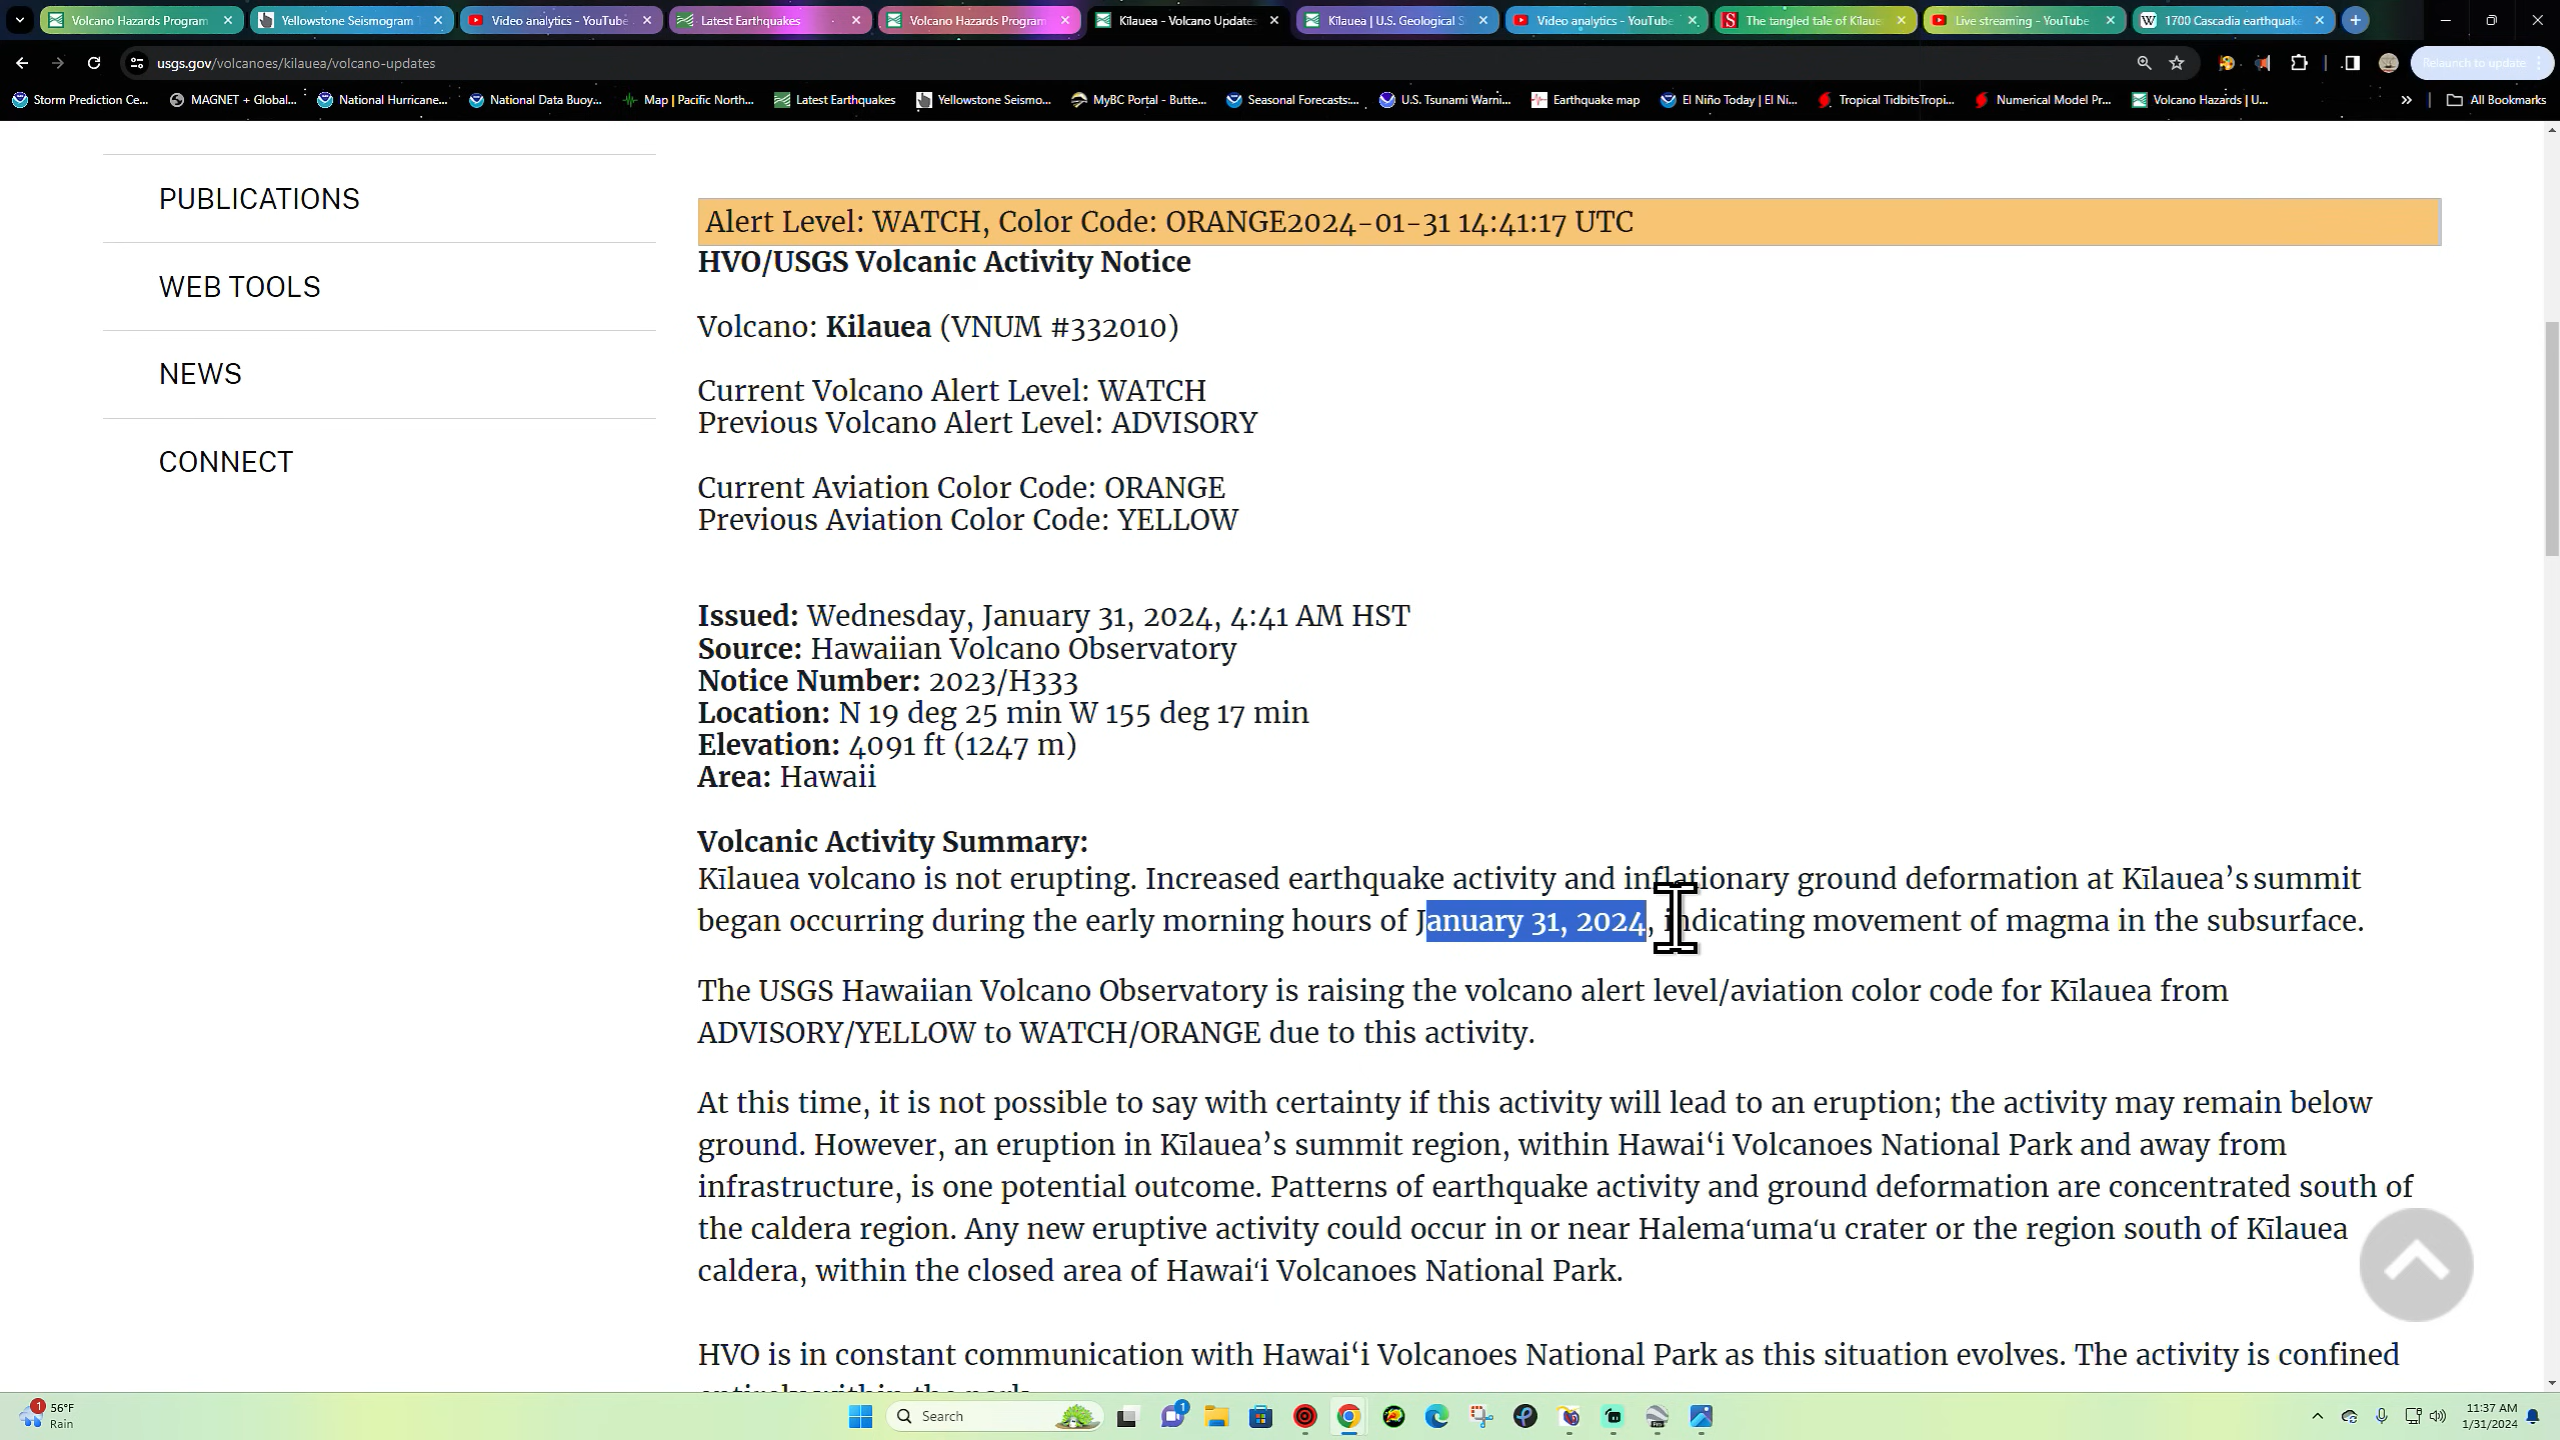 Volcano Hazards Program
Yellowstone Seismogram
Video analytics - YouTube
Latest Earthquakes
Volcano Hazards Program
Kīlauea - Volcano Updates
Kīlauea | U.S. Geological S
Video analytics - YouTube
The tangled tale of Kīlauea
Live streaming - YouTube
1700 Cascadia earthquake
usgs.gov/volcanoes/kilauea/volcano-updates
Relaunch to update
Storm Prediction Ce...
MAGNET + Global...
National Hurricane...
National Data Buoy...
Map | Pacific North...
Latest Earthquakes
Yellowstone Seismo...
MyBC Portal - Butte...
Seasonal Forecasts:...
U.S. Tsunami Warni...
Earthquake map
El Niño Today | El Ni...
Tropical TidbitsTropi...
Numerical Model Pr...
Volcano Hazards | U...
All Bookmarks
PUBLICATIONS
WEB TOOLS
NEWS
CONNECT
Alert Level: WATCH, Color Code: ORANGE2024-01-31 14:41:17 UTC
HVO/USGS Volcanic Activity Notice
Volcano: Kilauea (VNUM #332010)
Current Volcano Alert Level: WATCH
Previous Volcano Alert Level: ADVISORY
Current Aviation Color Code: ORANGE
Previous Aviation Color Code: YELLOW
Issued: Wednesday, January 31, 2024, 4:41 AM HST
Source: Hawaiian Volcano Observatory
Notice Number: 2023/H333
Location: N 19 deg 25 min W 155 deg 17 min
Elevation: 4091 ft (1247 m)
Area: Hawaii
Volcanic Activity Summary:
Kīlauea volcano is not erupting. Increased earthquake activity and inflationary ground deformation at Kīlauea’s summit
began occurring during the early morning hours of January 31, 2024, indicating movement of magma in the subsurface.
The USGS Hawaiian Volcano Observatory is raising the volcano alert level/aviation color code for Kīlauea from
ADVISORY/YELLOW to WATCH/ORANGE due to this activity.
At this time, it is not possible to say with certainty if this activity will lead to an eruption; the activity may remain below
ground. However, an eruption in Kīlauea’s summit region, within Hawai‘i Volcanoes National Park and away from
infrastructure, is one potential outcome. Patterns of earthquake activity and ground deformation are concentrated south of
the caldera region. Any new eruptive activity could occur in or near Halemaʻumaʻu crater or the region south of Kīlauea
caldera, within the closed area of Hawaiʻi Volcanoes National Park.
HVO is in constant communication with Hawai‘i Volcanoes National Park as this situation evolves. The activity is confined
entirely within the park.
1
56°F
Rain
Search
1
11:37 AM
1/31/2024